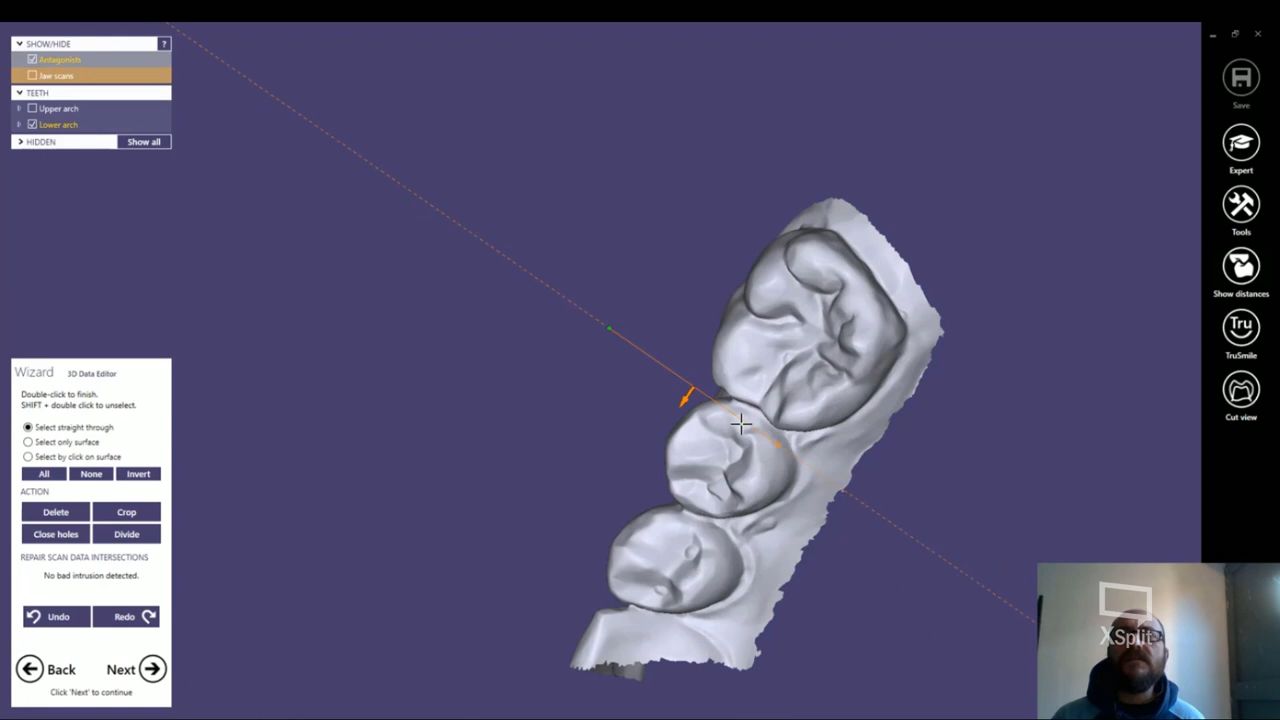 SHOW/HIDE
?
Antagonists
Jaw scans
TEETH
Upper arch
Lower arch
HIDDEN
Show all
Save
Expert
Tools
Show distances
Tru
TruSmile
Cut view
Wizard 3D Data Editor
Double-click to finish.
SHIFT + double click to unselect.
Select straight through
Select only surface
Select by click on surface
All None Invert
ACTION
Delete Crop
Close holes Divide
REPAIR SCAN DATA INTERSECTIONS
No bad intrusion detected.
Undo Redo
Back Next
Click 'Next' to continue
XSplit